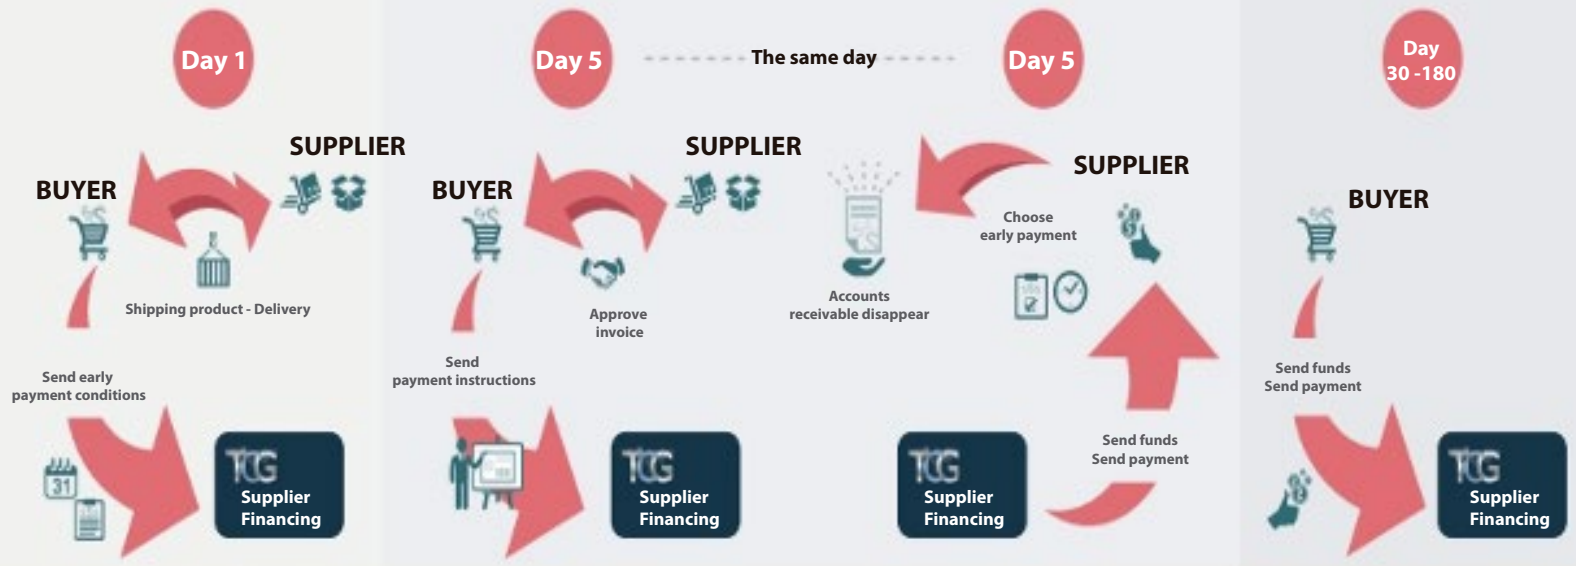 Day 1
SUPPLIER
BUYER
Shipping product - Delivery
Send early
payment conditions
31
TCG
Supplier
Financing
Day 5
SUPPLIER
BUYER
Approve
invoice
Send
payment instructions
TCG
Supplier
Financing
The same day
Day 5
SUPPLIER
Choose
early payment
Accounts
receivable disappear
Send funds
Send payment
TCG
Supplier
Financing
Day
30 -180
BUYER
Send funds
Send payment
TCG
Supplier
Financing